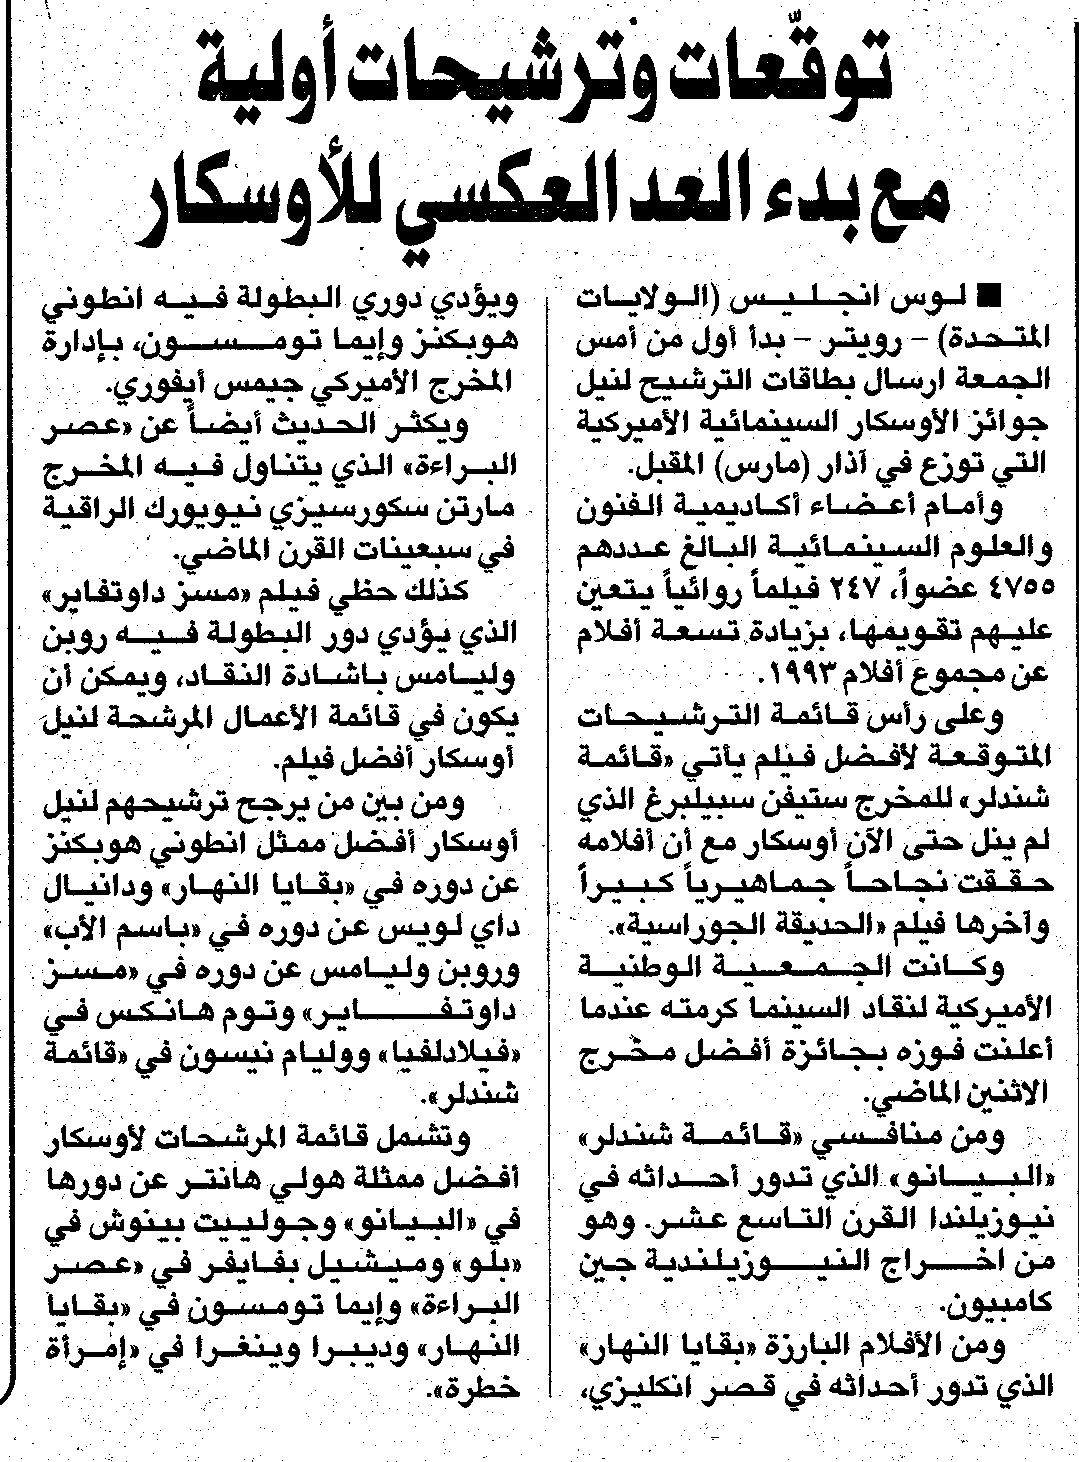 توقّعات وترشيحات أولية
مع بدء العد العكسي للأوسكار
■ لوس انجليس (الولايات
المتحدة) - رويتر - بدأ أول من أمس
الجمعة ارسال بطاقات الترشيح لنيل
جوائز الأوسكار السينمائية الأميركية
التي توزع في آذار (مارس) المقبل.
وأمام أعضاء أكاديمية الفنون
والعلوم السينمائية البالغ عددهم
٤٧٥٥ عضواً، ٢٤٧ فيلماً روائياً يتعين
عليهم تقويمها، بزيادة تسعة أفلام
عن مجموع أفلام ١٩٩٣.
وعلى رأس قائمة الترشيحات
المتوقعة لأفضل فيلم يأتي «قائمة
شندلر» للمخرج ستيفن سبيلبرغ الذي
لم ينل حتى الآن أوسكار مع أن أفلامه
حققت نجاحاً جماهيرياً كبيراً
وآخرها فيلم «الحديقة الجوراسية».
وكانت الجمعية الوطنية
الأميركية لنقاد السينما كرمته عندما
أعلنت فوزه بجائزة أفضل مخرج
الاثنين الماضي.
ومن منافسي «قائمة شندلر»
«البيانو» الذي تدور أحداثه في
نيوزيلندا القرن التاسع عشر. وهو
من اخراج النيوزيلندية جين
كامبيون.
ومن الأفلام البارزة «بقايا النهار»
الذي تدور أحداثه في قصر انكليزي،
ويؤدي دوري البطولة فيه انطوني
هوبكنز وإيما تومسون، بإدارة
المخرج الأميركي جيمس أيفوري.
ويكثر الحديث أيضاً عن «عصر
البراءة» الذي يتناول فيه المخرج
مارتن سكورسيزي نيويورك الراقية
في سبعينات القرن الماضي.
كذلك حظي فيلم «مسز داوتفاير»
الذي يؤدي دور البطولة فيه روبن
وليامس باشادة النقاد، ويمكن أن
يكون في قائمة الأعمال المرشحة لنيل
أوسكار أفضل فيلم.
ومن بين من يرجح ترشيحهم لنيل
أوسكار أفضل ممثل انطوني هوبكنز
عن دوره في «بقايا النهار» ودانيال
داي لويس عن دوره في «باسم الأب»
وروبن وليامس عن دوره في «مسز
داوتفاير» وتوم هانكس في
«فيلادلفيا» ووليام نيسون في «قائمة
شندلر».
وتشمل قائمة المرشحات لأوسكار
أفضل ممثلة هولي هانتر عن دورها
في «البيانو» وجولييت بينوش في
«بلو» وميشيل بفايفر في «عصر
البراءة» وإيما تومسون في «بقايا
النهار» وديبرا وينغرا في «إمرأة
خطرة».